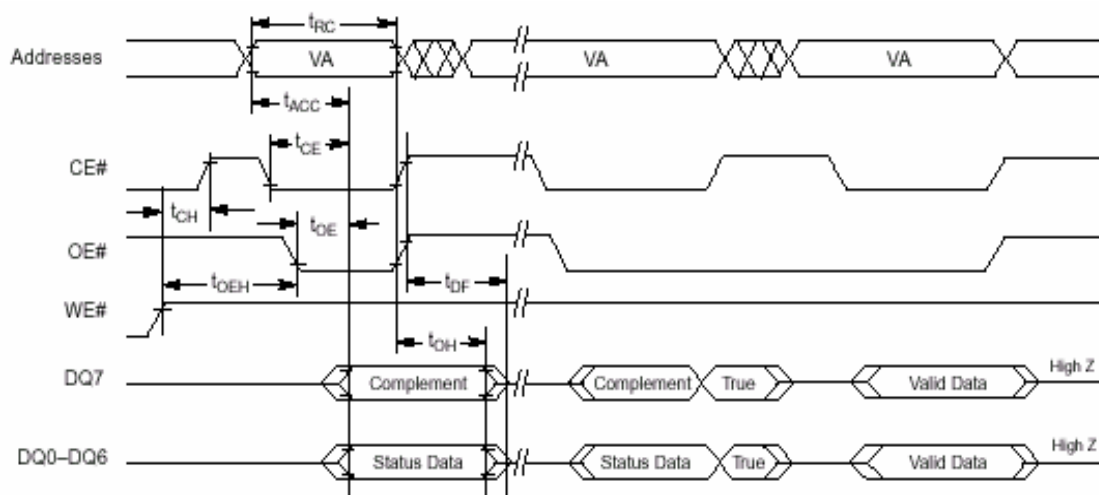 tRC
Addresses VA VA VA
tACC
tCE
CE#
tCH tOE
OE#
tOEH tDF
WE#
tOH
DQ7 Complement Complement True Valid Data High Z
DQ0–DQ6 Status Data Status Data True Valid Data High Z